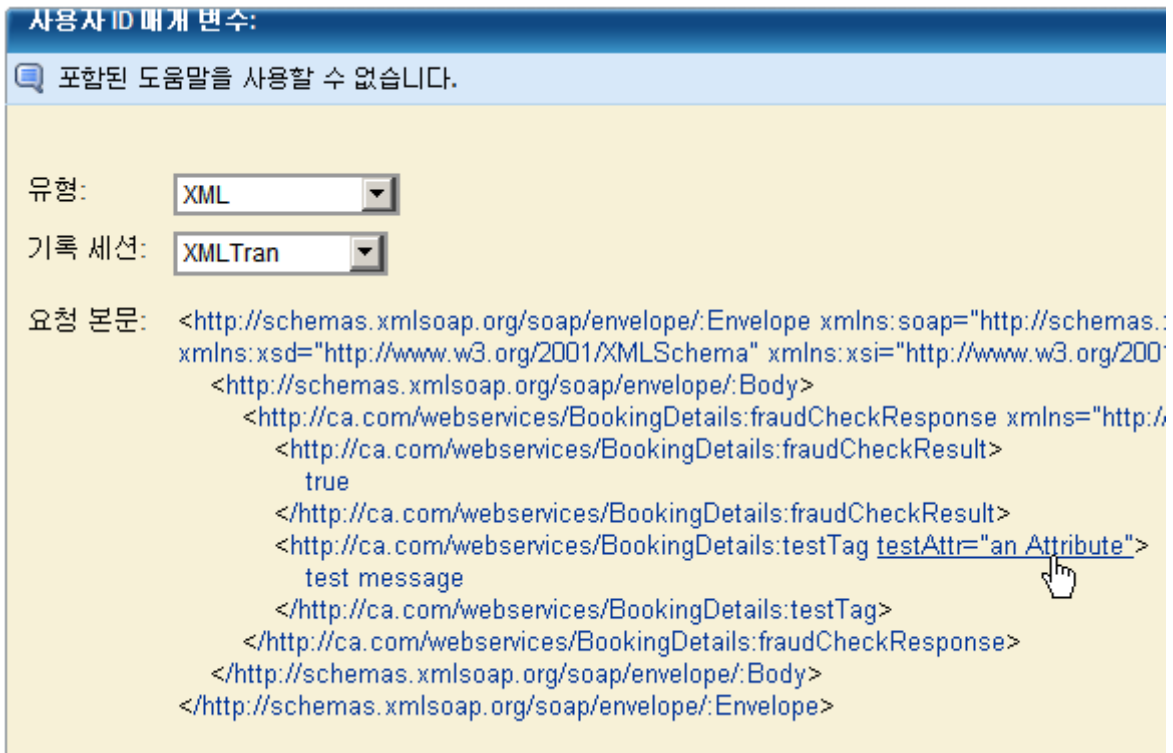 사용자 ID 매개 변수:
포함된 도움말을 사용할 수 없습니다.
유형: XML
기록 세션: XMLTran
요청 본문: <http://schemas.xmlsoap.org/soap/envelope/:Envelope xmlns:soap="http://schemas.
xmlns:xsd="http://www.w3.org/2001/XMLSchema" xmlns:xsi="http://www.w3.org/2001
<http://schemas.xmlsoap.org/soap/envelope/:Body>
<http://ca.com/webservices/BookingDetails:fraudCheckResponse xmlns="http://
<http://ca.com/webservices/BookingDetails:fraudCheckResult>
true
</http://ca.com/webservices/BookingDetails:fraudCheckResult>
<http://ca.com/webservices/BookingDetails:testTag testAttr="an Attribute">
test message
</http://ca.com/webservices/BookingDetails:testTag>
</http://ca.com/webservices/BookingDetails:fraudCheckResponse>
</http://schemas.xmlsoap.org/soap/envelope/:Body>
</http://schemas.xmlsoap.org/soap/envelope/:Envelope>